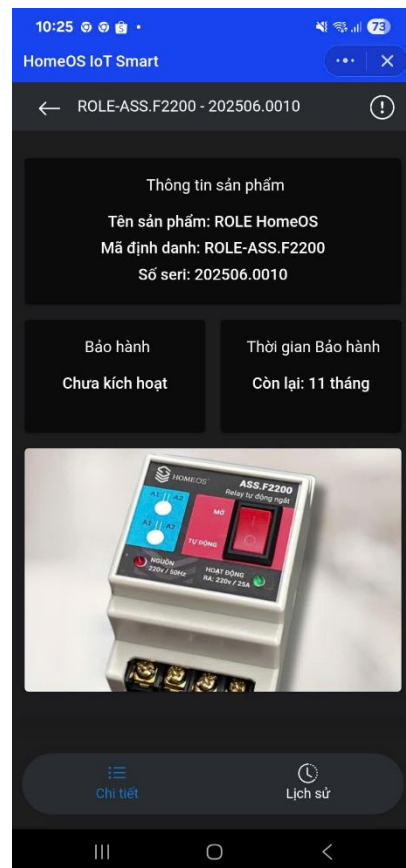 10:25
73
HomeOS IoT Smart
ROLE-ASS.F2200 - 202506.0010
Thông tin sản phẩm
Tên sản phẩm: ROLE HomeOS
Mã định danh: ROLE-ASS.F2200
Số seri: 202506.0010
Bảo hành
Chưa kích hoạt
Thời gian Bảo hành
Còn lại: 11 tháng
HOMEOS
ASS.F2200
Relay tự động ngắt
A1 A2
MỞ
A1 A2
TỰ ĐỘNG
NGUỒN
220v / 50Hz
HOẠT ĐỘNG
RA: 220v / 25A
Chi tiết
Lịch sử